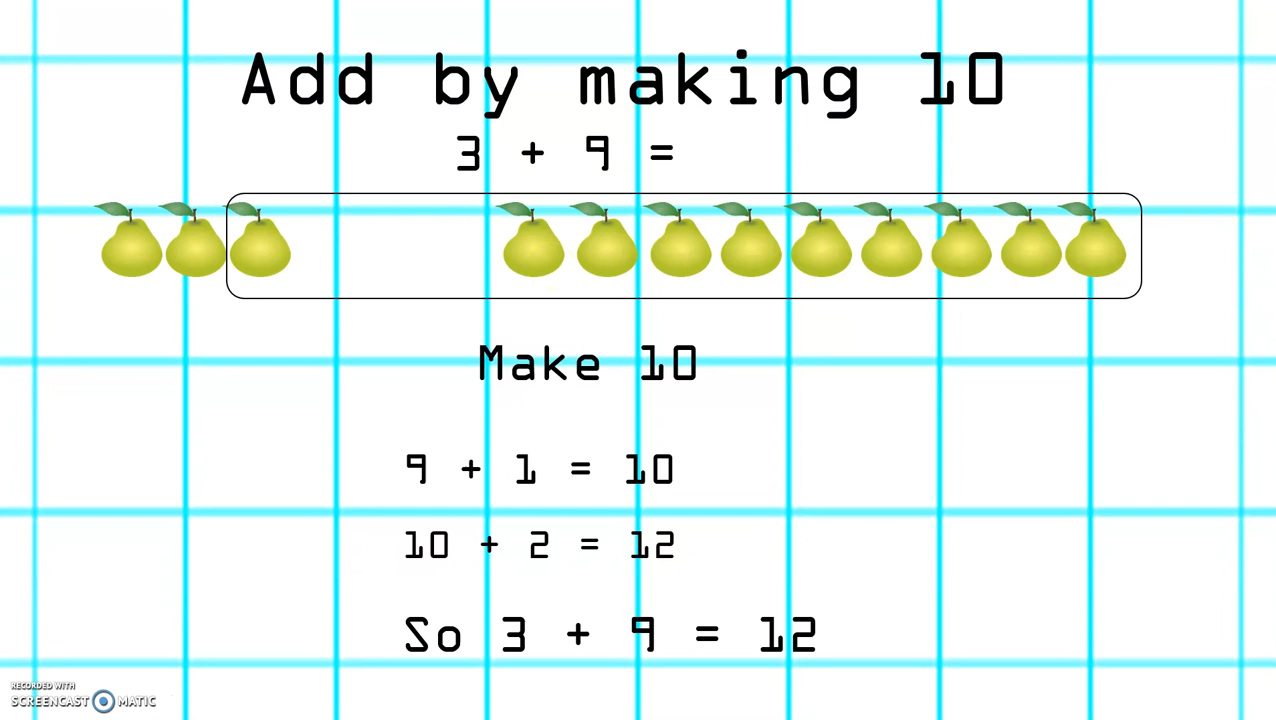 Add by making 10
3 + 9 =
Make 10
9 + 1 = 10
10 + 2 = 12
So 3 + 9 = 12
RECORDED WITH
SCREENCAST MATIC